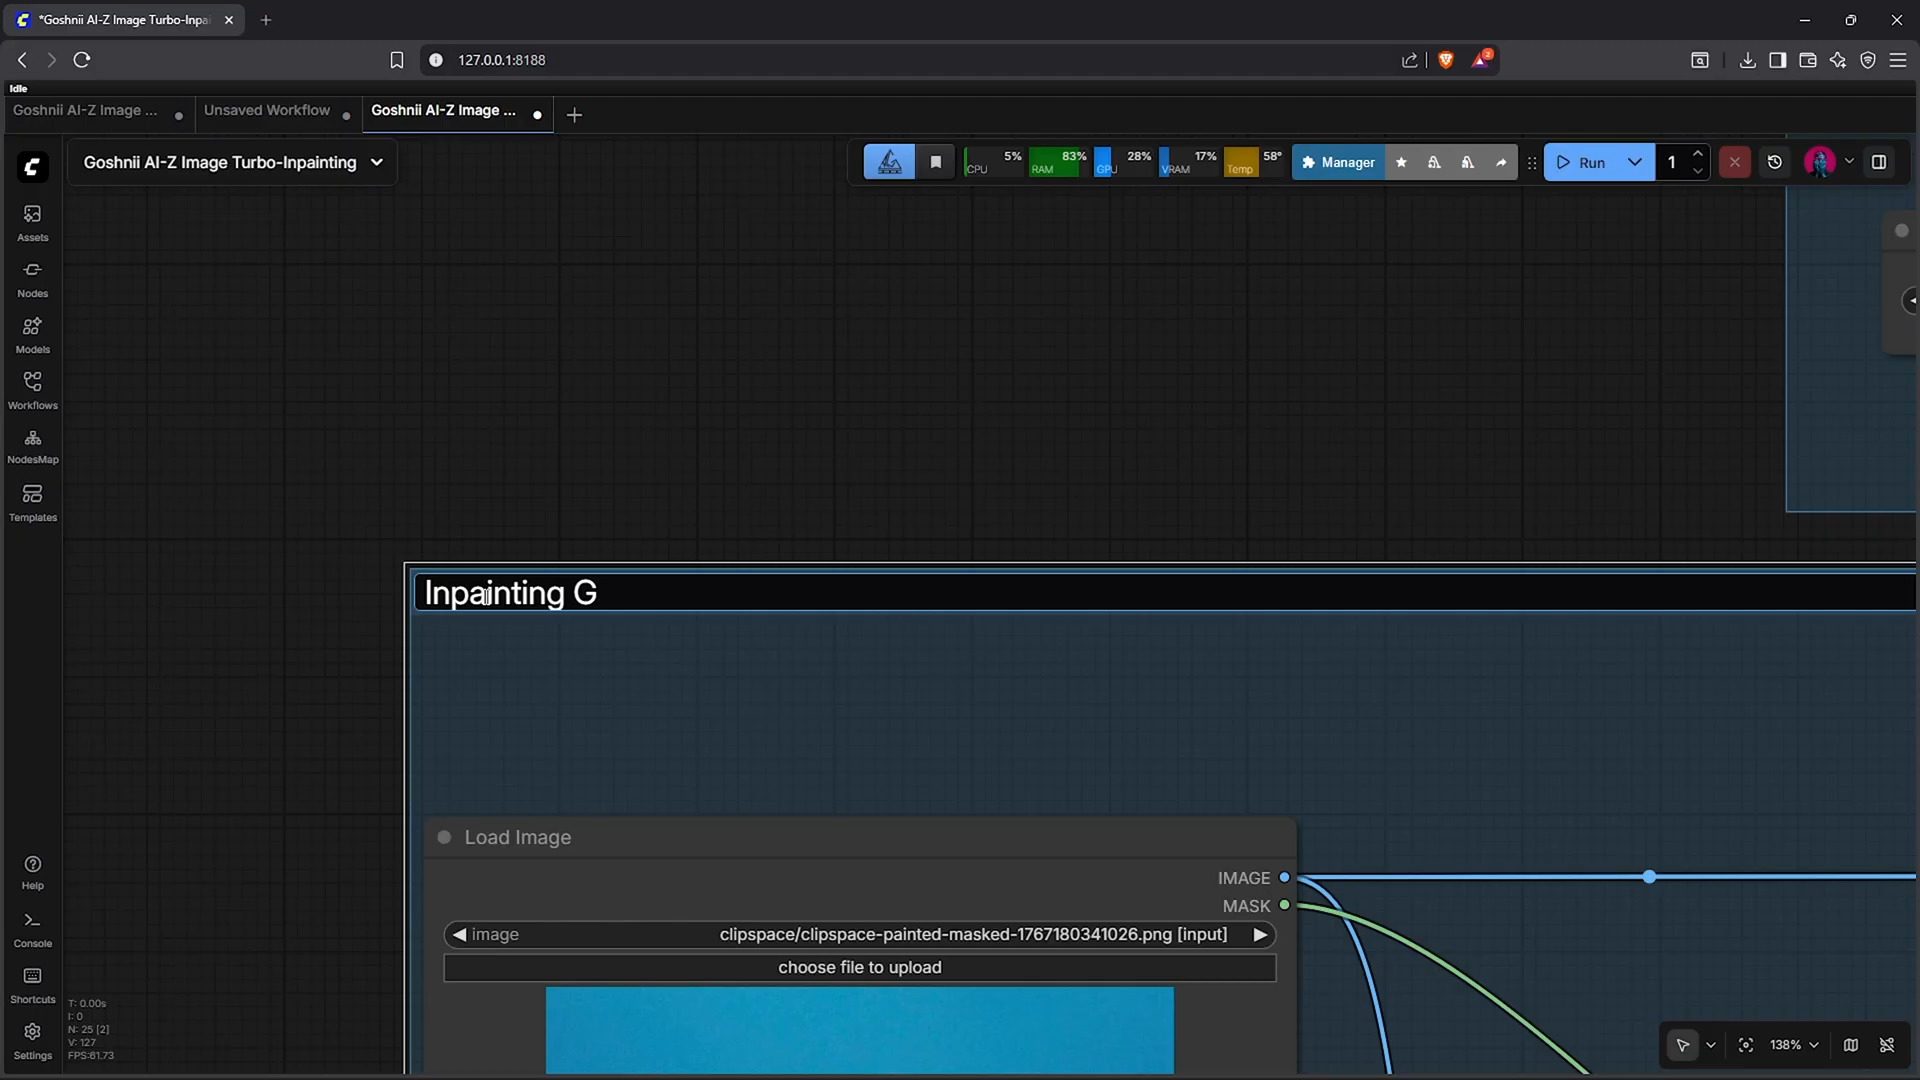 *Goshnii AI-Z Image Turbo-Inpa
127.0.0.1:8188
Idle
Goshnii AI-Z Image ...
Unsaved Workflow
Goshnii AI-Z Image ...
Goshnii AI-Z Image Turbo-Inpainting
CPU 5%
RAM 83%
GPU 28%
VRAM 17%
Temp 58°
Manager
Run
1
2
Assets
Nodes
Models
Workflows
NodesMap
Templates
Inpainting G
Load Image
IMAGE
MASK
image clipspace/clipspace-painted-masked-1767180341026.png [input]
choose file to upload
Help
Console
Shortcuts
Settings
T: 0.00s
I: 0
N: 25 [2]
V: 127
FPS:61.73
138%